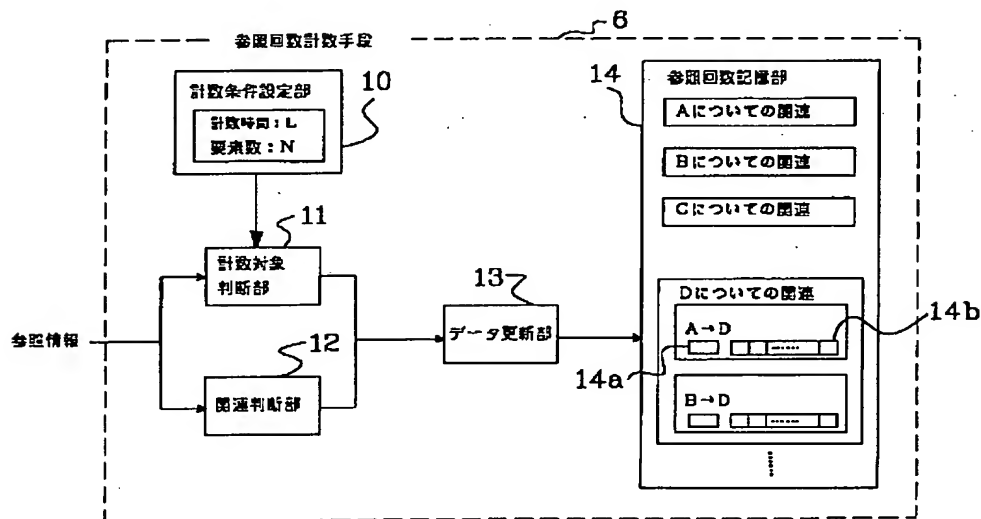 6
参照回数計数手段
10
計数条件設定部
計数時間：L
要素数：N
11
計数対象
判断部
参照情報
12
関連判断部
13
データ更新部
14
参照回数記憶部
Aについての関連
Bについての関連
Cについての関連
Dについての関連
A→D
14a
14b
B→D